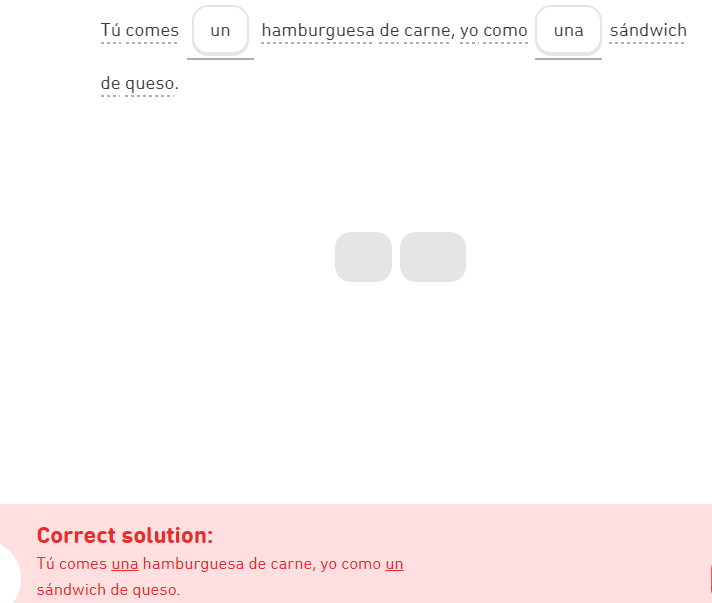 Tú comes un hamburguesa de carne, yo como una sándwich
de queso.
Correct solution:
Tú comes una hamburguesa de carne, yo como un
sándwich de queso.